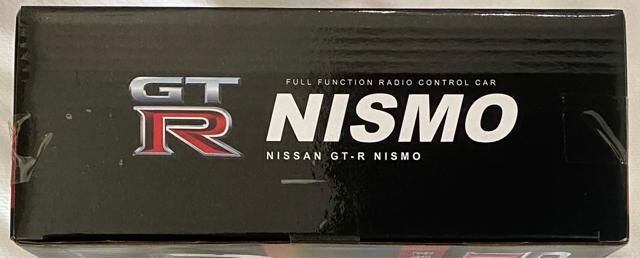 GT
R
FULL FUNCTION RADIO CONTROL CAR
NISMO
NISSAN GT-R NISMO